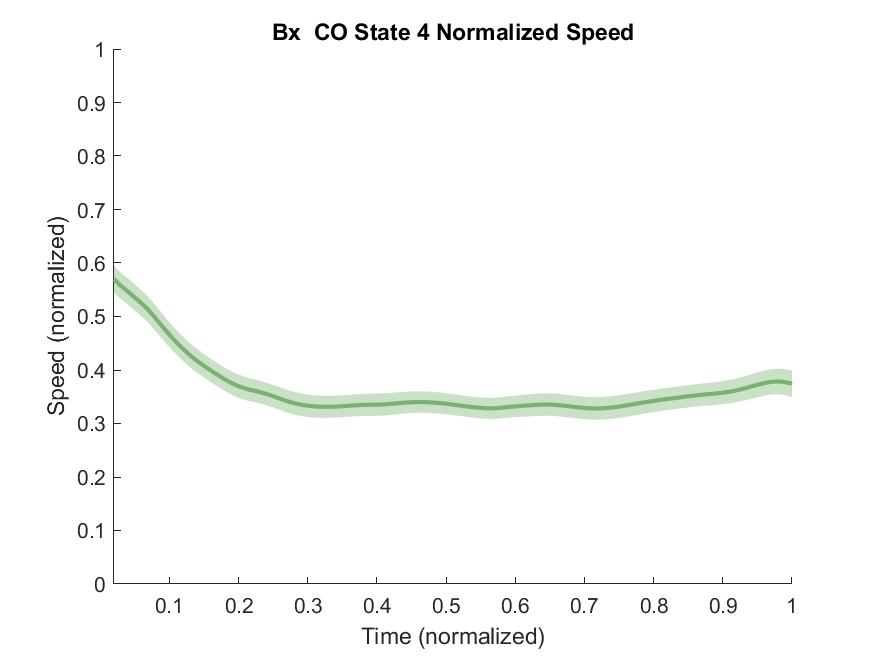 Bx  CO State 4 Normalized Speed
1
0.9
0.8
0.7
0.6
0.5
0.4
0.3
0.2
0.1
0
Speed (normalized)
0.1 0.2 0.3 0.4 0.5 0.6 0.7 0.8 0.9 1
Time (normalized)